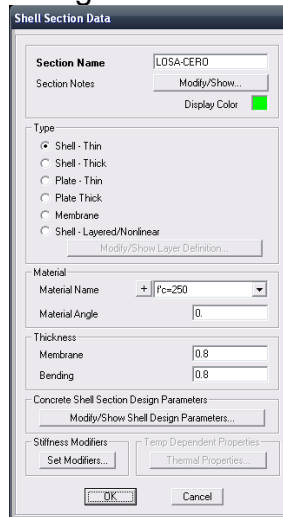 Shell Section Data
Section Name LOSA-CERO
Section Notes Modify/Show...
Display Color
Type
Shell - Thin
Shell - Thick
Plate - Thin
Plate Thick
Membrane
Shell - Layered/Nonlinear
Modify/Show Layer Definition...
Material
Material Name + f'c=250
Material Angle 0.
Thickness
Membrane 0.8
Bending 0.8
Concrete Shell Section Design Parameters
Modify/Show Shell Design Parameters...
Stiffness Modifiers Temp Dependent Properties
Set Modifiers... Thermal Properties...
OK Cancel